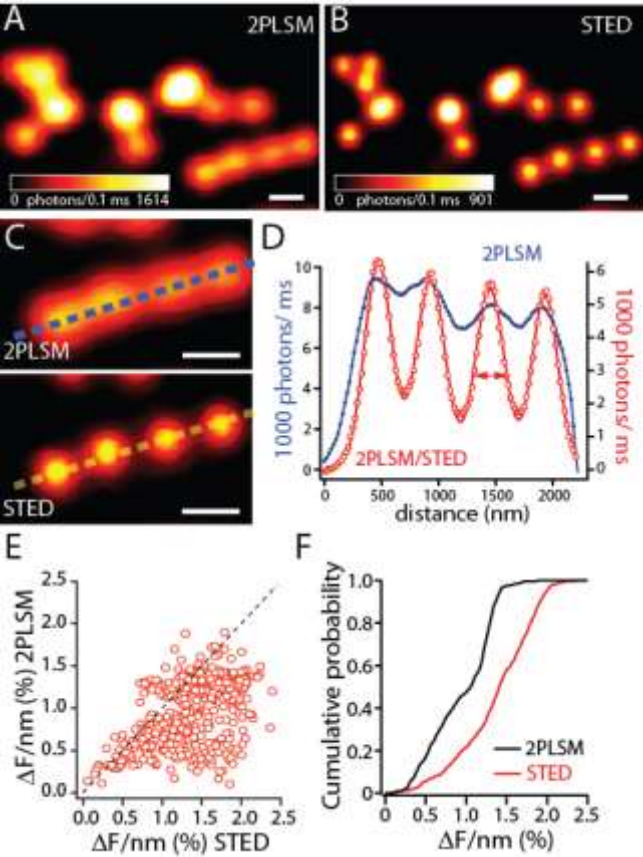 A
2PLSM
0 photons/0.1 ms 1614
B
STED
0 photons/0.1 ms 901
C
2PLSM
STED
D
2PLSM
10
8
6
4
2
0
1000 photons/ ms
6
5
4
3
2
1
0
1000 photons/ ms
2PLSM/STED
0 500 1000 1500 2000
distance (nm)
E
2.5
2.0
1.5
1.0
0.5
0.0
ΔF/nm (%) 2PLSM
0.0 0.5 1.0 1.5 2.0 2.5
ΔF/nm (%) STED
F
1.0
0.8
0.6
0.4
0.2
0
Cumulative probability
2PLSM
STED
0 0.5 1.0 1.5 2.0 2.5
ΔF/nm (%)